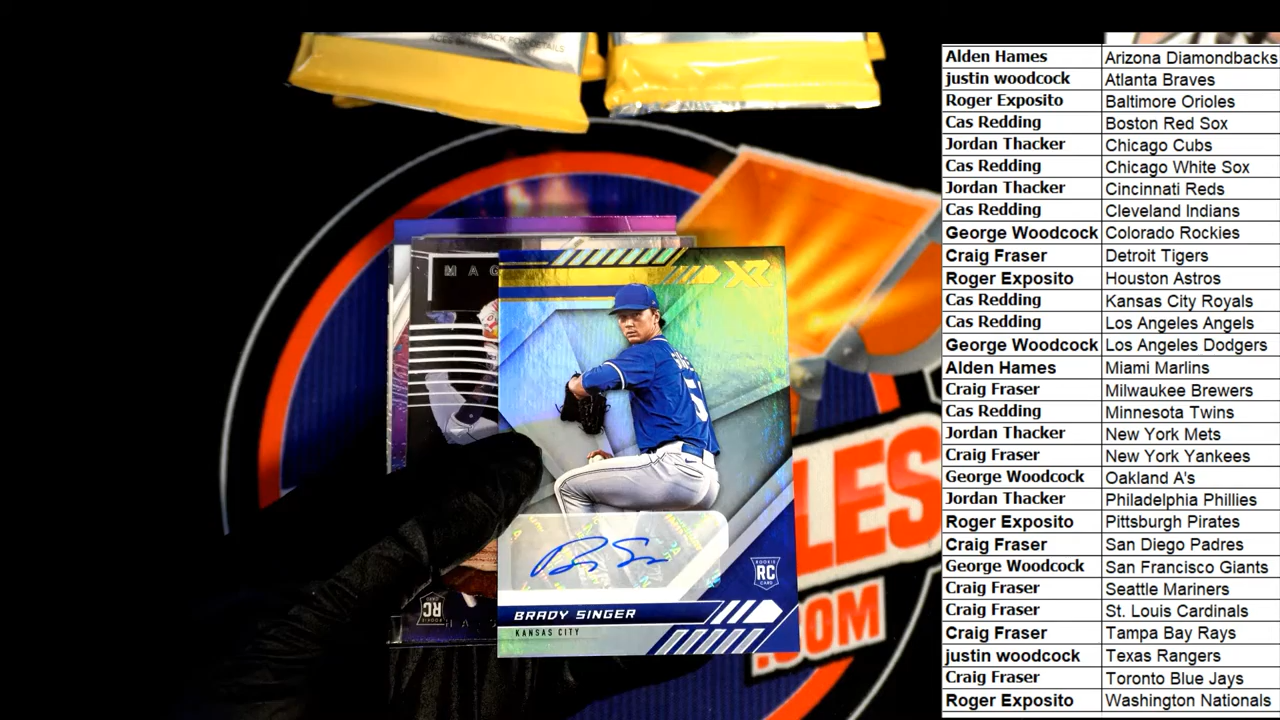 SEE BACK FOR DETAILS
Alden Hames Arizona Diamondbacks
justin woodcock Atlanta Braves
Roger Exposito Baltimore Orioles
Cas Redding Boston Red Sox
Jordan Thacker Chicago Cubs
Cas Redding Chicago White Sox
Jordan Thacker Cincinnati Reds
Cas Redding Cleveland Indians
George Woodcock Colorado Rockies
Craig Fraser Detroit Tigers
Roger Exposito Houston Astros
Cas Redding Kansas City Royals
Cas Redding Los Angeles Angels
George Woodcock Los Angeles Dodgers
Alden Hames Miami Marlins
Craig Fraser Milwaukee Brewers
Cas Redding Minnesota Twins
Jordan Thacker New York Mets
Craig Fraser New York Yankees
George Woodcock Oakland A's
Jordan Thacker Philadelphia Phillies
Roger Exposito Pittsburgh Pirates
Craig Fraser San Diego Padres
George Woodcock San Francisco Giants
Craig Fraser Seattle Mariners
Craig Fraser St. Louis Cardinals
Craig Fraser Tampa Bay Rays
justin woodcock Texas Rangers
Craig Fraser Toronto Blue Jays
Roger Exposito Washington Nationals
MAG
XR
ROOKIE
RC
CARD
BRADY SINGER
KANSAS CITY
RC
LES
.COM